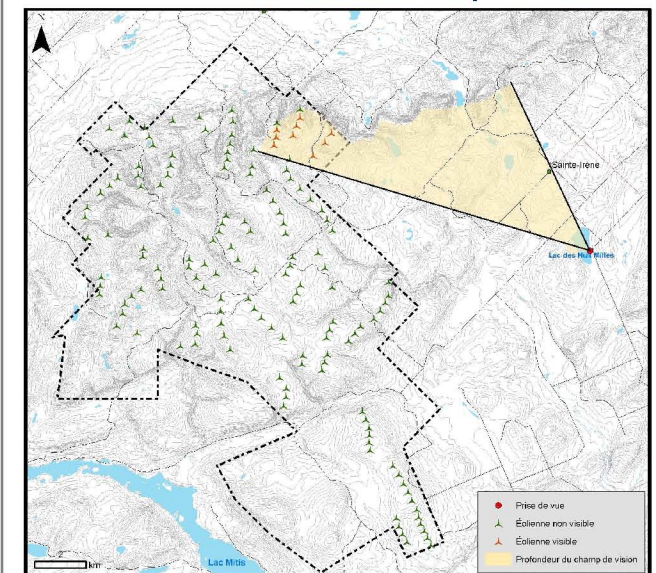 N
Sainte-Irène
Lac des Huit Milles
Prise de vue
Éolienne non visible
Éolienne visible
Profondeur du champ de vision
2
km
Lac Mitis